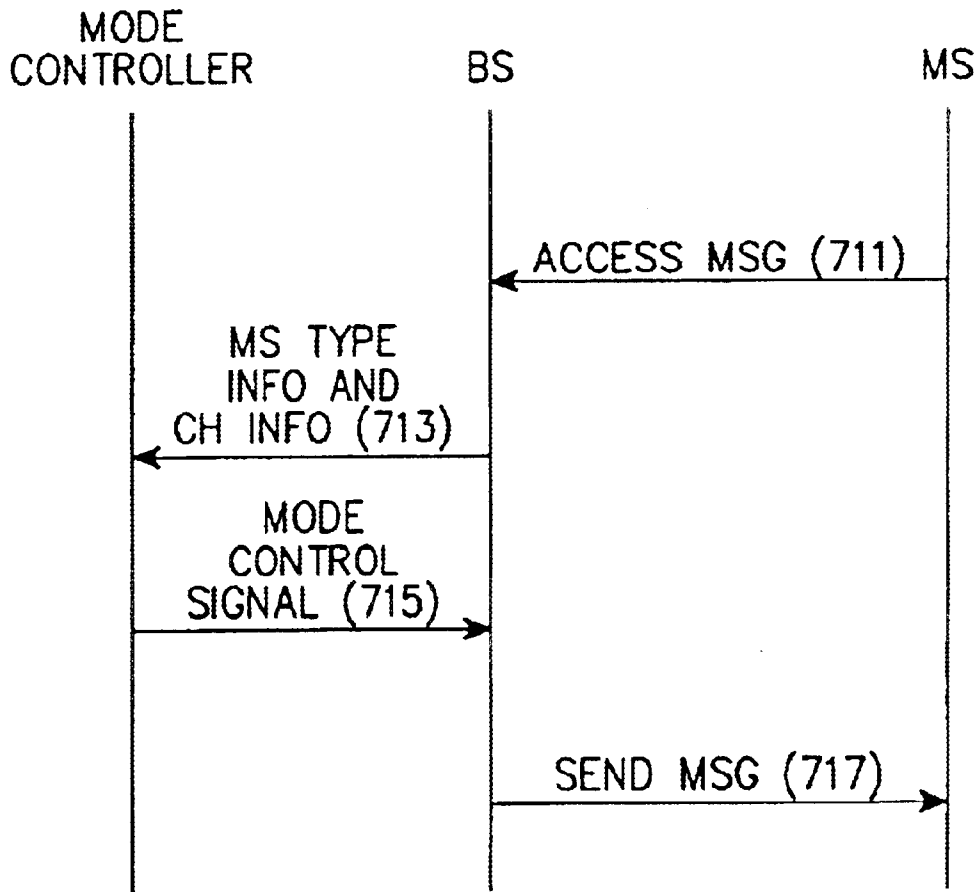 MODE
CONTROLLER
BS
MS
ACCESS MSG (711)
MS TYPE
INFO AND
CH INFO (713)
MODE
CONTROL
SIGNAL (715)
SEND MSG (717)